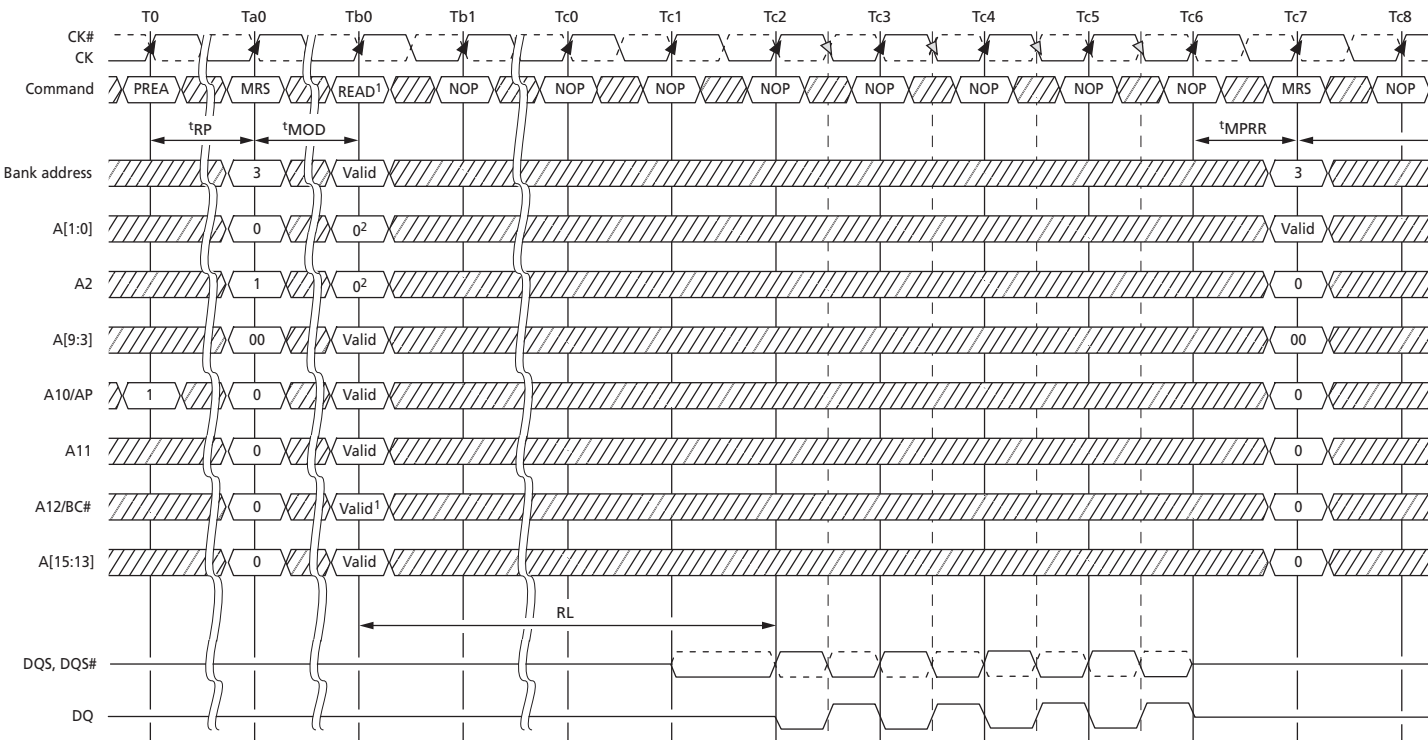 T0 Ta0 Tb0 Tb1 Tc0 Tc1 Tc2 Tc3 Tc4 Tc5 Tc6 Tc7 Tc8
CK#
CK
Command PREA MRS READ1 NOP NOP NOP NOP NOP NOP NOP NOP MRS NOP
tRP tMOD tMPRR
Bank address 3 Valid 3
A[1:0] 0 02 Valid
A2 1 02 0
A[9:3] 00 Valid 00
A10/AP 1 0 Valid 0
A11 0 Valid 0
A12/BC# 0 Valid1 0
A[15:13] 0 Valid 0
RL
DQS, DQS#
DQ